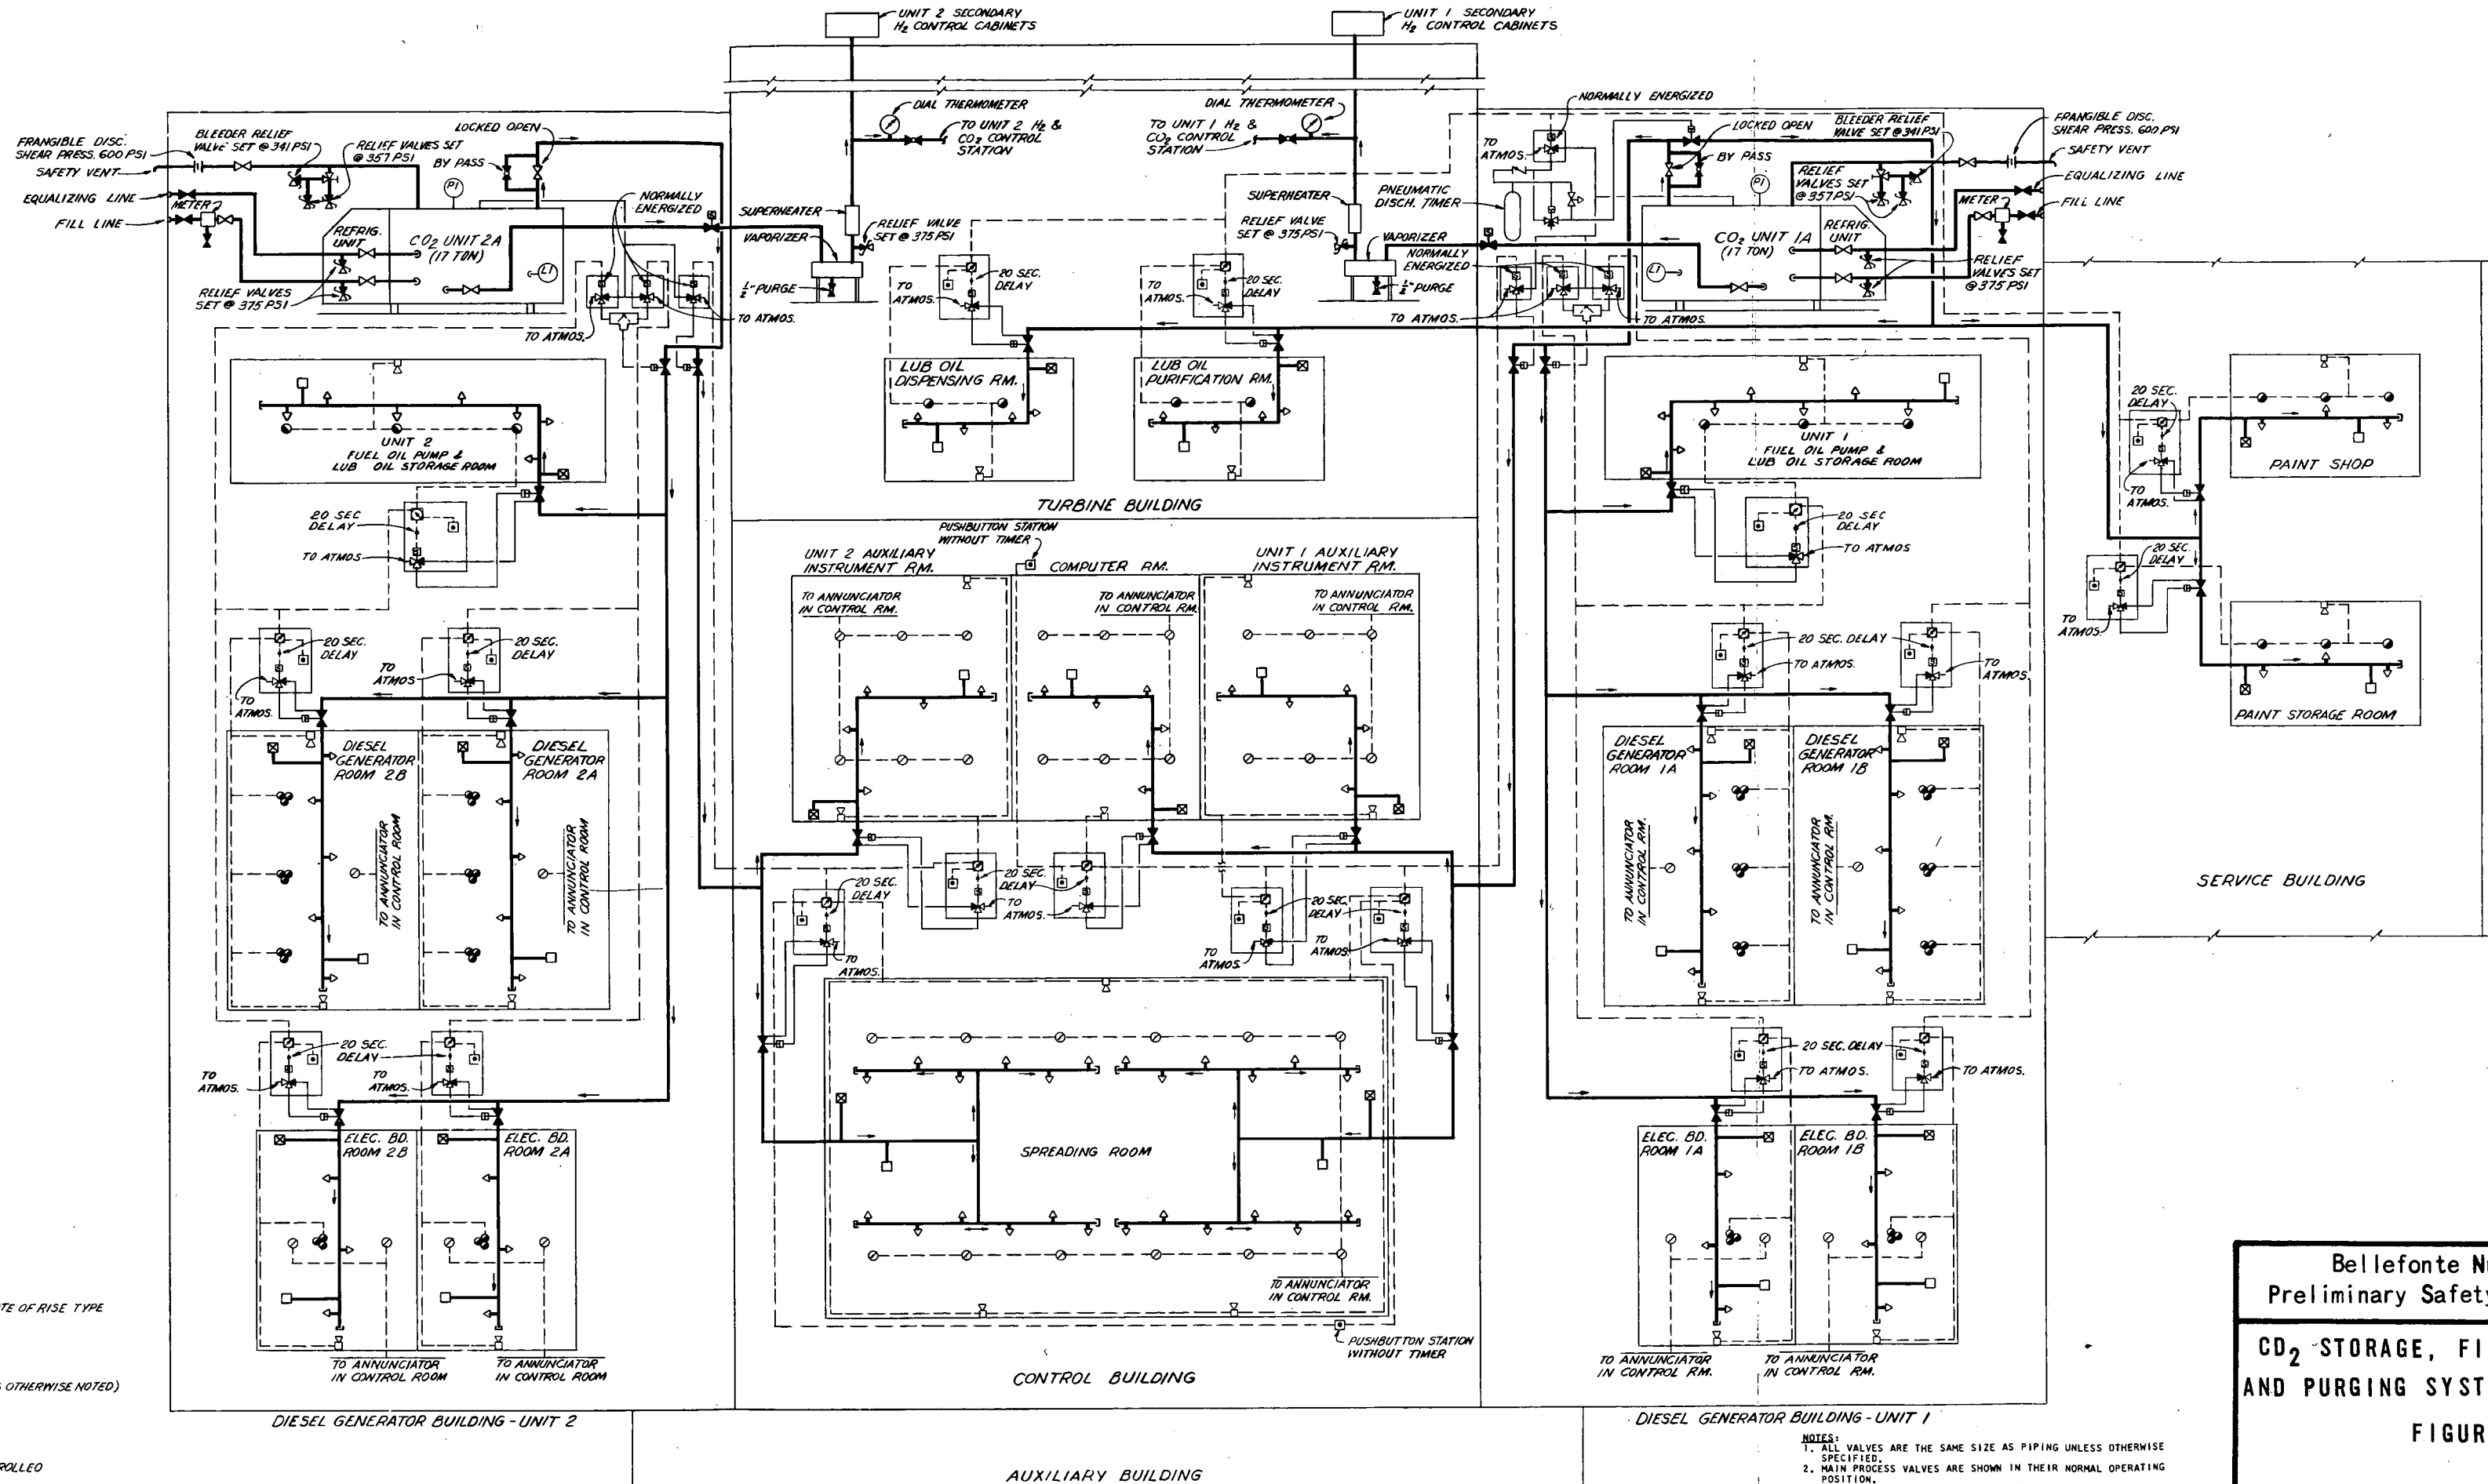 UNIT 2 SECONDARY
H2 CONTROL CABINETS
UNIT 1 SECONDARY
H2 CONTROL CABINETS
FRANGIBLE DISC.
SHEAR PRESS. 600 PSI
SAFETY VENT
EQUALIZING LINE
METER
FILL LINE
BLEEDER RELIEF
VALVE SET @ 341 PSI
RELIEF VALVES SET
@ 357 PSI
LOCKED OPEN
BY PASS
PI
REFRIG.
UNIT
CO2 UNIT 2A
(17 TON)
LI
RELIEF VALVES
SET @ 375 PSI
NORMALLY
ENERGIZED
TO ATMOS.
TO ATMOS.
DIAL THERMOMETER
TO UNIT 2 H2 &
CO2 CONTROL
STATION
SUPERHEATER
VAPORIZER
RELIEF VALVE
SET @ 375 PSI
½" PURGE
DIAL THERMOMETER
TO UNIT 1 H2 &
CO2 CONTROL
STATION
SUPERHEATER
RELIEF VALVE
SET @ 375 PSI
VAPORIZER
½" PURGE
NORMALLY
ENERGIZED
TO ATMOS.
TO ATMOS.
PNEUMATIC
DISCH. TIMER
TO
ATMOS.
NORMALLY ENERGIZED
LOCKED OPEN
BY PASS
BLEEDER RELIEF
VALVE SET @ 341 PSI
RELIEF
VALVES SET
@ 357 PSI
PI
CO2 UNIT 1A
(17 TON)
REFRIG.
UNIT
LI
FRANGIBLE DISC.
SHEAR PRESS. 600 PSI
SAFETY VENT
EQUALIZING LINE
METER
FILL LINE
RELIEF
VALVES SET
@ 375 PSI
20 SEC.
DELAY
TO
ATMOS.
20 SEC.
DELAY
TO
ATMOS.
LUB OIL
DISPENSING RM.
LUB OIL
PURIFICATION RM.
TURBINE BUILDING
UNIT 2
FUEL OIL PUMP &
LUB OIL STORAGE ROOM
20 SEC
DELAY
TO ATMOS
UNIT 1
FUEL OIL PUMP &
LUB OIL STORAGE ROOM
20 SEC
DELAY
TO ATMOS
20 SEC.
DELAY
TO
ATMOS.
PAINT SHOP
20 SEC.
DELAY
TO
ATMOS.
PAINT STORAGE ROOM
SERVICE BUILDING
PUSHBUTTON STATION
WITHOUT TIMER
UNIT 2 AUXILIARY
INSTRUMENT RM.
COMPUTER RM.
UNIT 1 AUXILIARY
INSTRUMENT RM.
TO ANNUNCIATOR
IN CONTROL RM.
TO ANNUNCIATOR
IN CONTROL RM.
TO ANNUNCIATOR
IN CONTROL RM.
20 SEC.
DELAY
TO
ATMOS.
20 SEC.
DELAY
TO
ATMOS
DIESEL
GENERATOR
ROOM 2B
DIESEL
GENERATOR
ROOM 2A
TO ANNUNCIATOR
IN CONTROL ROOM
TO ANNUNCIATOR
IN CONTROL ROOM
20 SEC. DELAY
TO ATMOS.
TO
ATMOS.
DIESEL
GENERATOR
ROOM 1A
DIESEL
GENERATOR
ROOM 1B
TO ANNUNCIATOR
IN CONTROL RM.
TO ANNUNCIATOR
IN CONTROL RM.
20 SEC.
DELAY
TO
ATMOS.
20 SEC.
DELAY
TO
ATMOS.
20 SEC.
DELAY
TO
ATMOS.
TO
ATMOS.
20 SEC.
DELAY
TO
ATMOS.
TO
ATMOS.
ELEC. BD.
ROOM 2B
ELEC. BD.
ROOM 2A
TO ANNUNCIATOR
IN CONTROL ROOM
TO ANNUNCIATOR
IN CONTROL ROOM
SPREADING ROOM
TO ANNUNCIATOR
IN CONTROL RM.
PUSHBUTTON STATION
WITHOUT TIMER
CONTROL BUILDING
20 SEC. DELAY
TO ATMOS.
TO ATMOS.
ELEC. BD.
ROOM 1A
ELEC. BD.
ROOM 1B
TO ANNUNCIATOR
IN CONTROL RM.
TO ANNUNCIATOR
IN CONTROL RM.
OF RISE TYPE
OTHERWISE NOTED)
DIESEL GENERATOR BUILDING - UNIT 2
DIESEL GENERATOR BUILDING - UNIT 1
AUXILIARY BUILDING
NOTES:
1. ALL VALVES ARE THE SAME SIZE AS PIPING UNLESS OTHERWISE
SPECIFIED.
2. MAIN PROCESS VALVES ARE SHOWN IN THEIR NORMAL OPERATING
POSITION.
Bellefonte
Preliminary
CD2 STORAGE,
AND PURGING